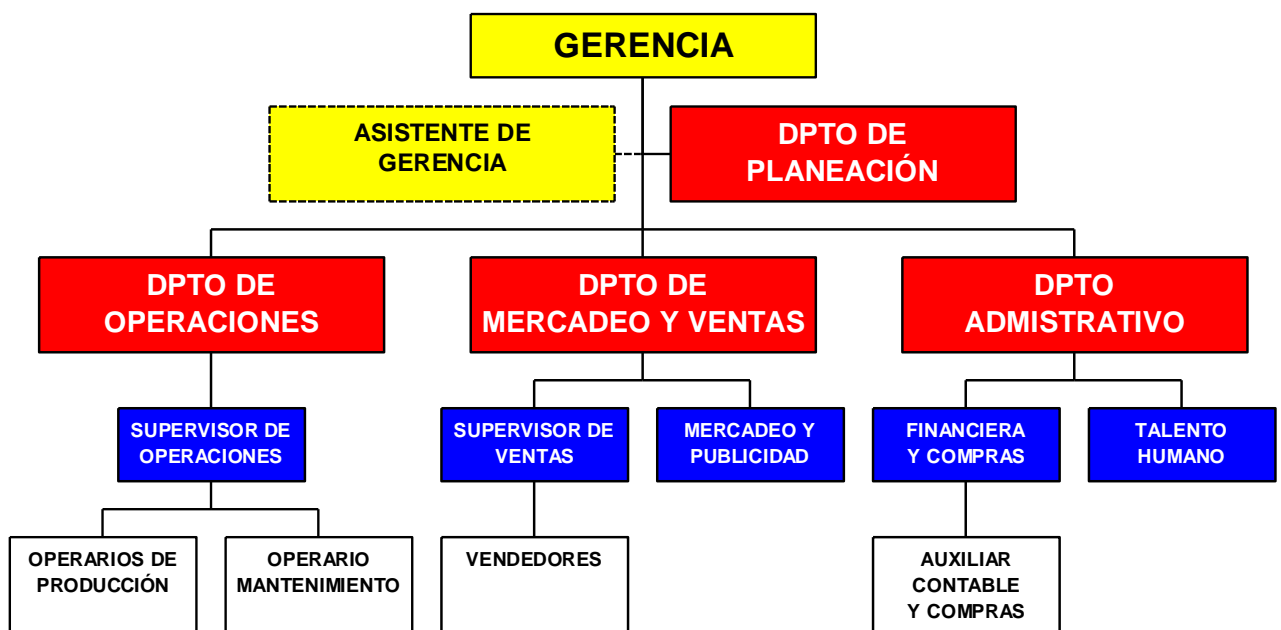 GERENCIA
ASISTENTE DE
GERENCIA
DPTO DE
PLANEACIÓN
DPTO DE
OPERACIONES
DPTO DE
MERCADEO Y VENTAS
DPTO
ADMISTRATIVO
SUPERVISOR DE
OPERACIONES
SUPERVISOR DE
VENTAS
MERCADEO Y
PUBLICIDAD
FINANCIERA
Y COMPRAS
TALENTO
HUMANO
OPERARIOS DE
PRODUCCIÓN
OPERARIO
MANTENIMIENTO
VENDEDORES
AUXILIAR
CONTABLE
Y COMPRAS